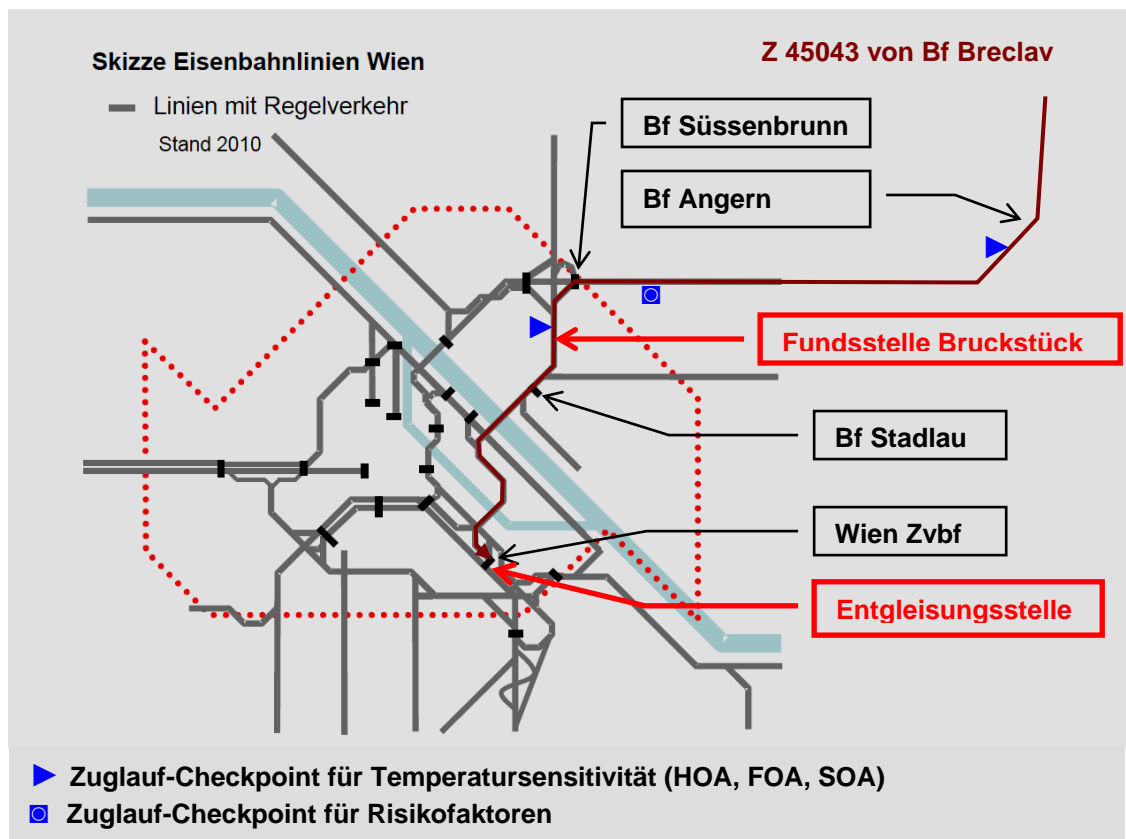 Skizze Eisenbahnlinien Wien
Linien mit Regelverkehr
Stand 2010
Z 45043 von Bf Breclav
Bf Süssenbrunn
Bf Angern
Fundsstelle Bruckstück
Bf Stadlau
Wien Zvbf
Entgleisungsstelle
Zuglauf-Checkpoint für Temperatursensitivität (HOA, FOA, SOA)
Zuglauf-Checkpoint für Risikofaktoren